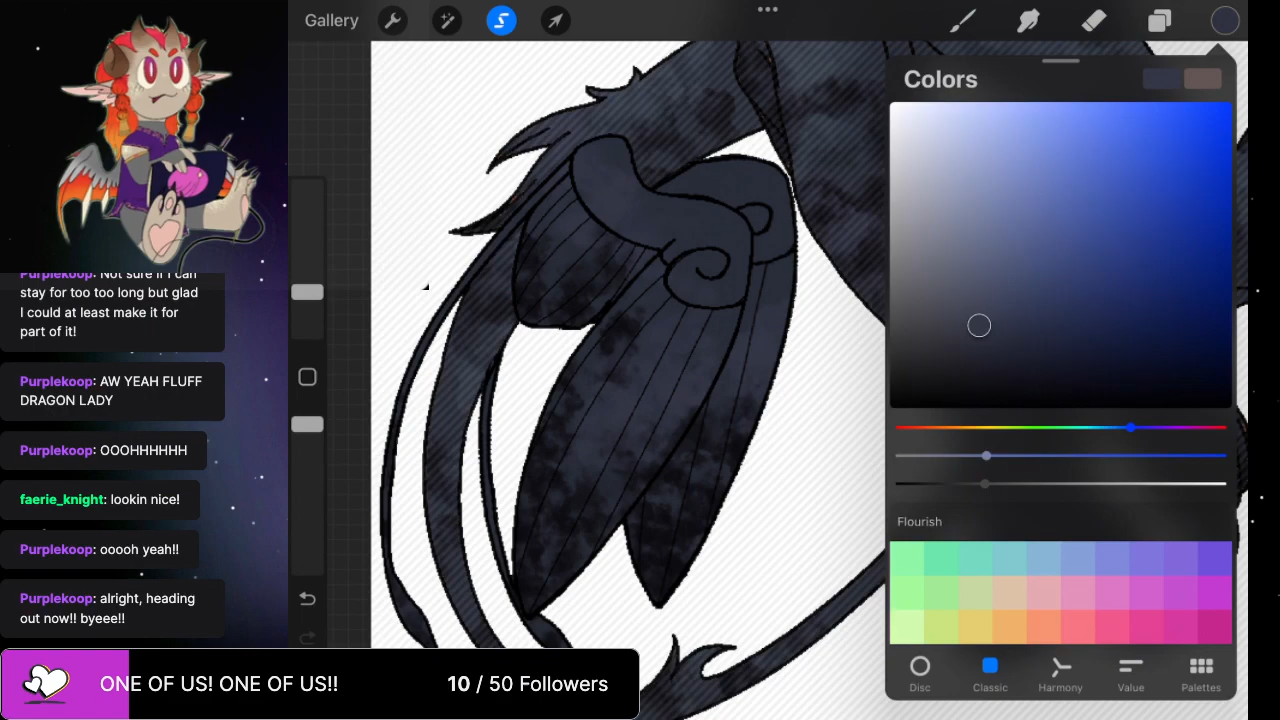 Gallery
Colors
Purplekoop: Not sure if I can
stay for too too long but glad
I could at least make it for
part of it!
Purplekoop: AW YEAH FLUFF
DRAGON LADY
Purplekoop: OOOHHHHHH
faerie_knight: lookin nice!
Purplekoop: ooooh yeah!!
Purplekoop: alright, heading
out now!! byeee!!
Flourish
Disc
Classic
Harmony
Value
Palettes
ONE OF US! ONE OF US!!
10 / 50 Followers